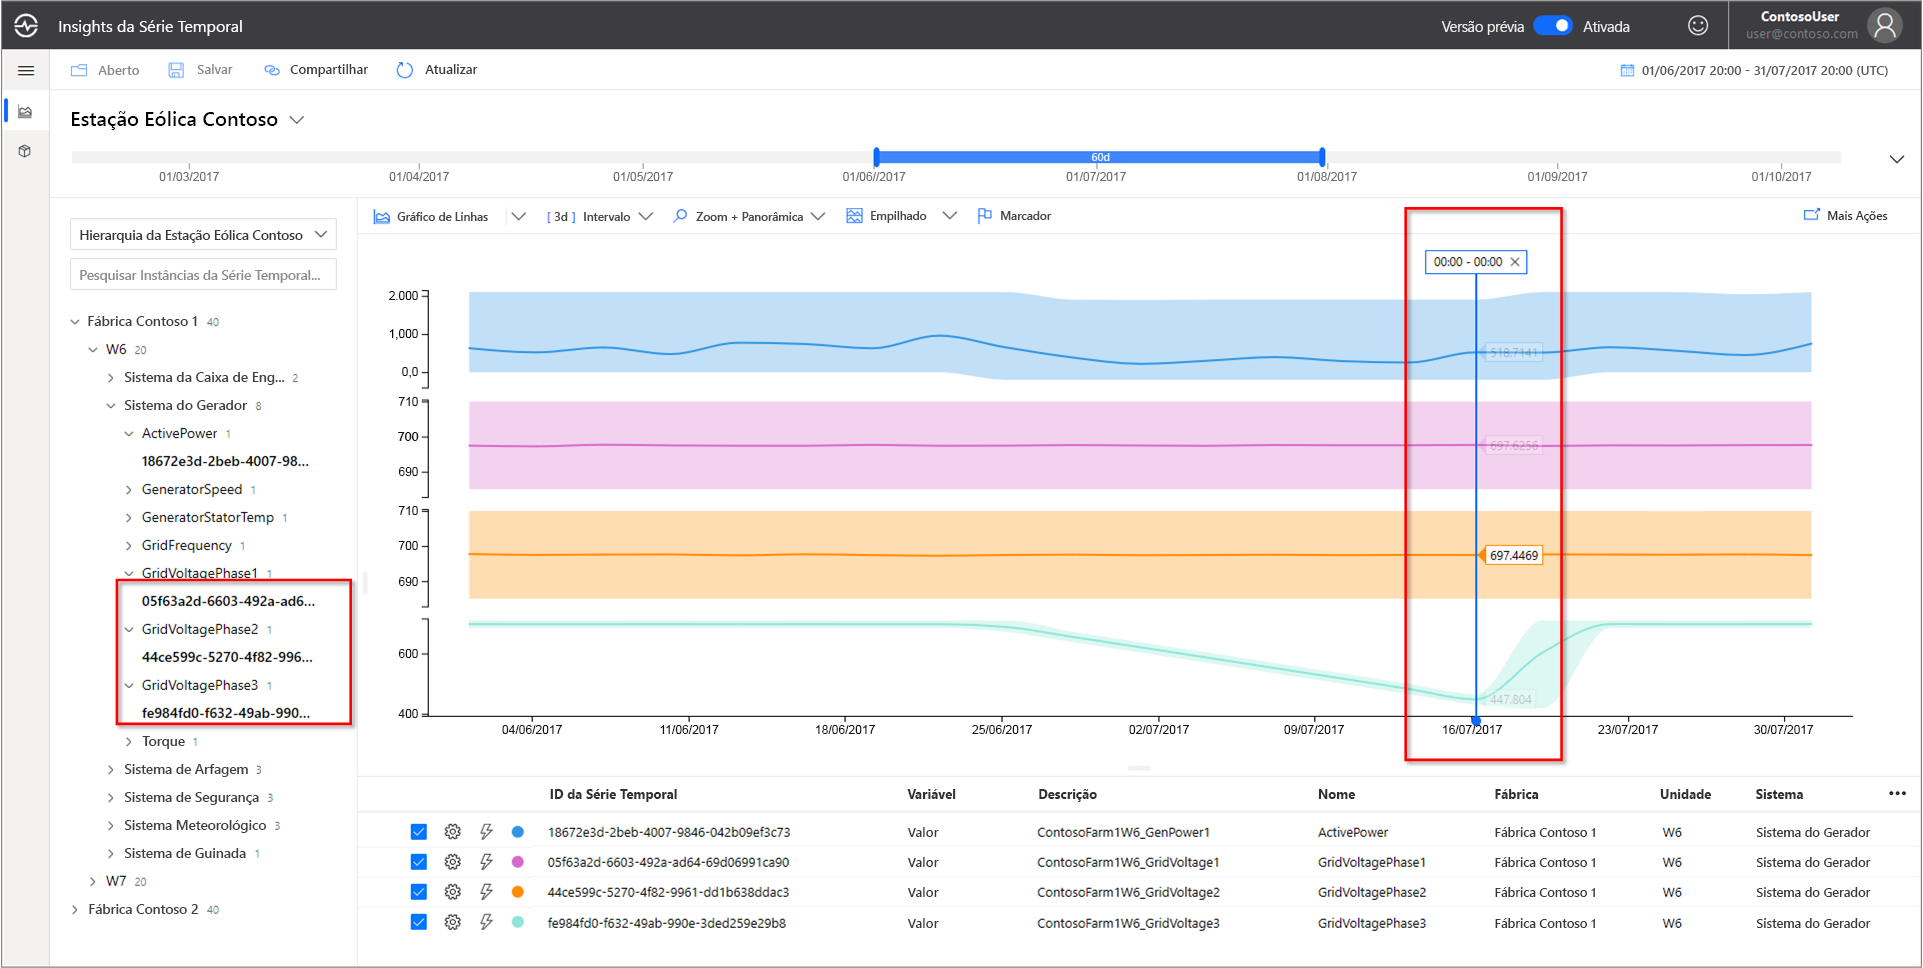 Insights da Série Temporal
Versão prévia Ativada
ContosoUser
user@contoso.com
Aberto Salvar Compartilhar Atualizar
01/06/2017 20:00 - 31/07/2017 20:00 (UTC)
Estação Eólica Contoso
60d
01/03/2017 01/04/2017 01/05/2017 01/06/2017 01/07/2017 01/08/2017 01/09/2017 01/10/2017
Hierarquia da Estação Eólica Contoso
Pesquisar Instâncias da Série Temporal...
Fábrica Contoso 1 40
W6 20
Sistema da Caixa de Eng... 2
Sistema do Gerador 8
ActivePower 1
18672e3d-2beb-4007-98...
GeneratorSpeed 1
GeneratorStatorTemp 1
GridFrequency 1
GridVoltagePhase1 1
05f63a2d-6603-492a-ad6...
GridVoltagePhase2 1
44ce599c-5270-4f82-996...
GridVoltagePhase3 1
fe984fd0-f632-49ab-990...
Torque 1
Sistema de Arfagem 3
Sistema de Segurança 3
Sistema Meteorológico 3
Sistema de Guinada 1
W7 20
Fábrica Contoso 2 40
Gráfico de Linhas [ 3d ] Intervalo Zoom + Panorâmica Empilhado Marcador Mais Ações
00:00 - 00:00
2.000
1,000
0,0
518.7141
710
700
690
697.6256
710
700
690
697.4469
600
400
447.804
04/06/2017 11/06/2017 18/06/2017 25/06/2017 02/07/2017 09/07/2017 16/07/2017 23/07/2017 30/07/2017
ID da Série Temporal Variável Descrição Nome Fábrica Unidade Sistema
18672e3d-2beb-4007-9846-042b09ef3c73 Valor ContosoFarm1W6_GenPower1 ActivePower Fábrica Contoso 1 W6 Sistema do Gerador
05f63a2d-6603-492a-ad64-69d06991ca90 Valor ContosoFarm1W6_GridVoltage1 GridVoltagePhase1 Fábrica Contoso 1 W6 Sistema do Gerador
44ce599c-5270-4f82-9961-dd1b638ddac3 Valor ContosoFarm1W6_GridVoltage2 GridVoltagePhase2 Fábrica Contoso 1 W6 Sistema do Gerador
fe984fd0-f632-49ab-990e-3ded259e29b8 Valor ContosoFarm1W6_GridVoltage3 GridVoltagePhase3 Fábrica Contoso 1 W6 Sistema do Gerador